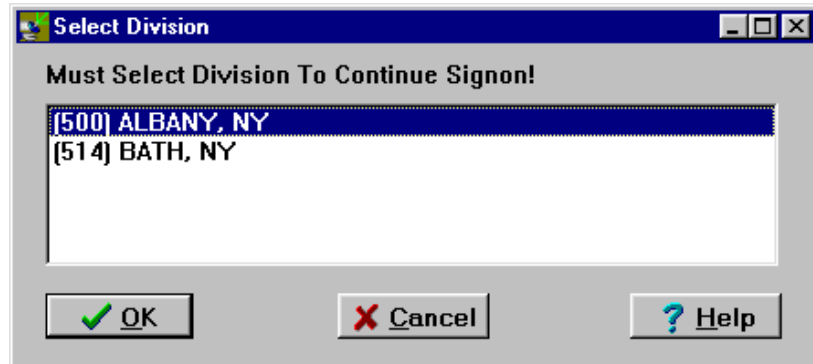 Select Division
Must Select Division To Continue Signon!
(500) ALBANY, NY
(514) BATH, NY
OK
Cancel
? Help